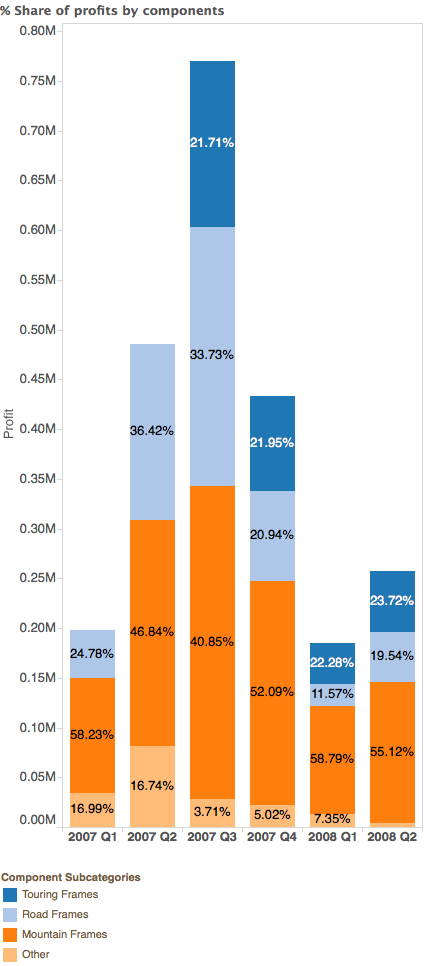 % Share of profits by components
0.80M
0.75M
0.70M
21.71%
0.65M
0.60M
0.55M
0.50M
33.73%
0.45M
21.95%
Profit
0.40M
36.42%
0.35M
0.30M
20.94%
0.25M
23.72%
0.20M
46.84%
40.85%
19.54%
24.78%
22.28%
0.15M
52.09%
11.57%
0.10M
58.23%
58.79%
55.12%
0.05M
16.99%
16.74%
3.71%
5.02%
7.35%
0.00M
2007 Q1 2007 Q2 2007 Q3 2007 Q4 2008 Q1 2008 Q2
Component Subcategories
Touring Frames
Road Frames
Mountain Frames
Other